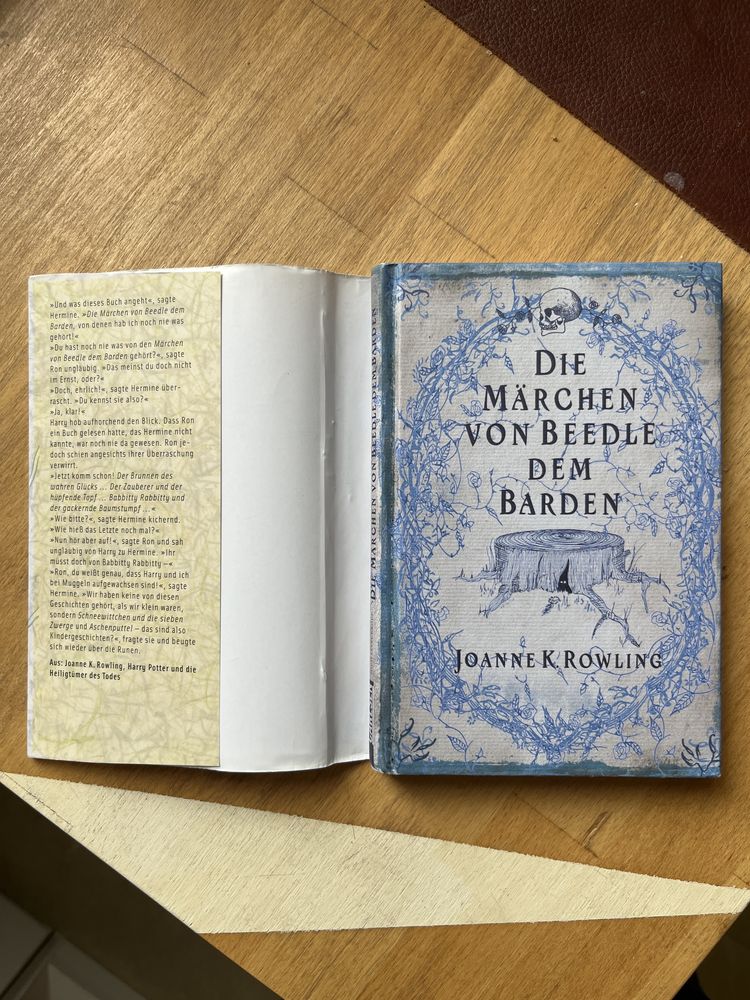 »Und was dieses Buch angeht«, sagte
Hermine. »Die Märchen von Beedle dem
Barden, von denen hab ich noch nie was
gehört!«
»Du hast noch nie was von den Märchen
von Beedle dem Barden gehört?«, sagte
Ron ungläubig. »Das meinst du doch nicht
im Ernst, oder?«
»Doch, ehrlich!«, sagte Hermine über-
rascht. »Du kennst sie also?«
»Ja, klar!«
Harry hob aufhorchend den Blick. Dass Ron
ein Buch gelesen hatte, das Hermine nicht
kannte, war noch nie da gewesen. Ron je-
doch schien angesichts ihrer Überraschung
verwirrt.
»Jetzt komm schon! Der Brunnen des
wahren Glücks ... Der Zauberer und der
hüpfende Topf ... Babbitty Rabbitty und
der gackernde Baumstumpf ...«
»Wie bitte?«, sagte Hermine kichernd.
»Wie hieß das Letzte noch mal?«
»Nun hör aber auf!«, sagte Ron und sah
ungläubig von Harry zu Hermine. »Ihr
müsst doch von Babbitty Rabbitty –«
»Ron, du weißt genau, dass Harry und ich
bei Muggeln aufgewachsen sind!«, sagte
Hermine. »Wir haben keine von diesen
Geschichten gehört, als wir klein waren,
sondern Schneewittchen und die sieben
Zwerge und Aschenputtel – das sind also
Kindergeschichten?«, fragte sie und beugte
sich wieder über die Runen.
Aus: Joanne K. Rowling, Harry Potter und die
Heiligtümer des Todes
DIE MÄRCHEN VON BEEDLE DEM BARDEN
DIE
MÄRCHEN
VON BEEDLE
DEM
BARDEN
JOANNE K. ROWLING